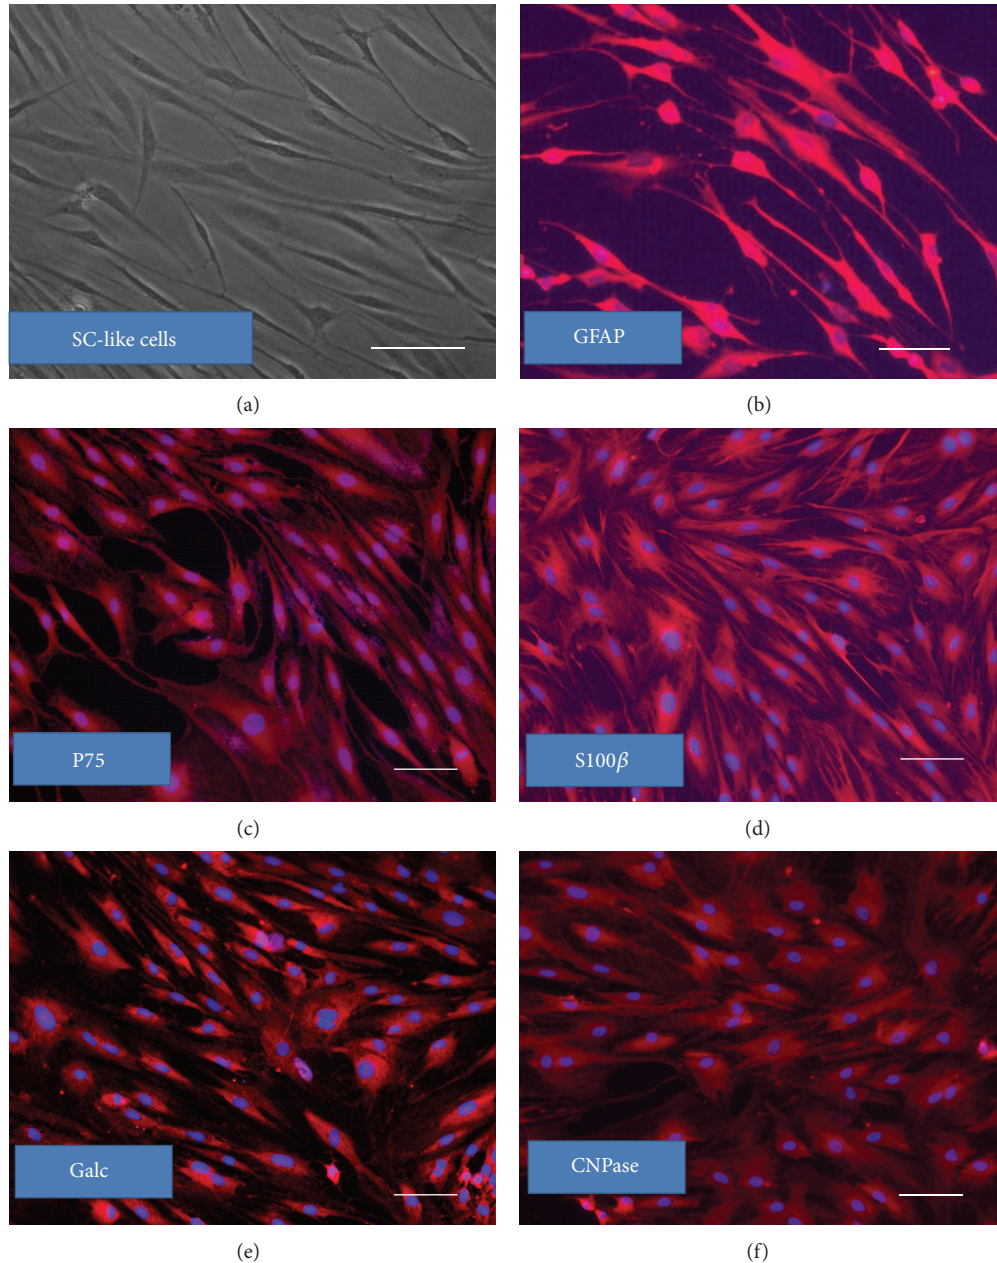 SC-like cells
GFAP
(a)
(b)
P75
S100β
(c)
(d)
Galc
CNPase
(e)
(f)